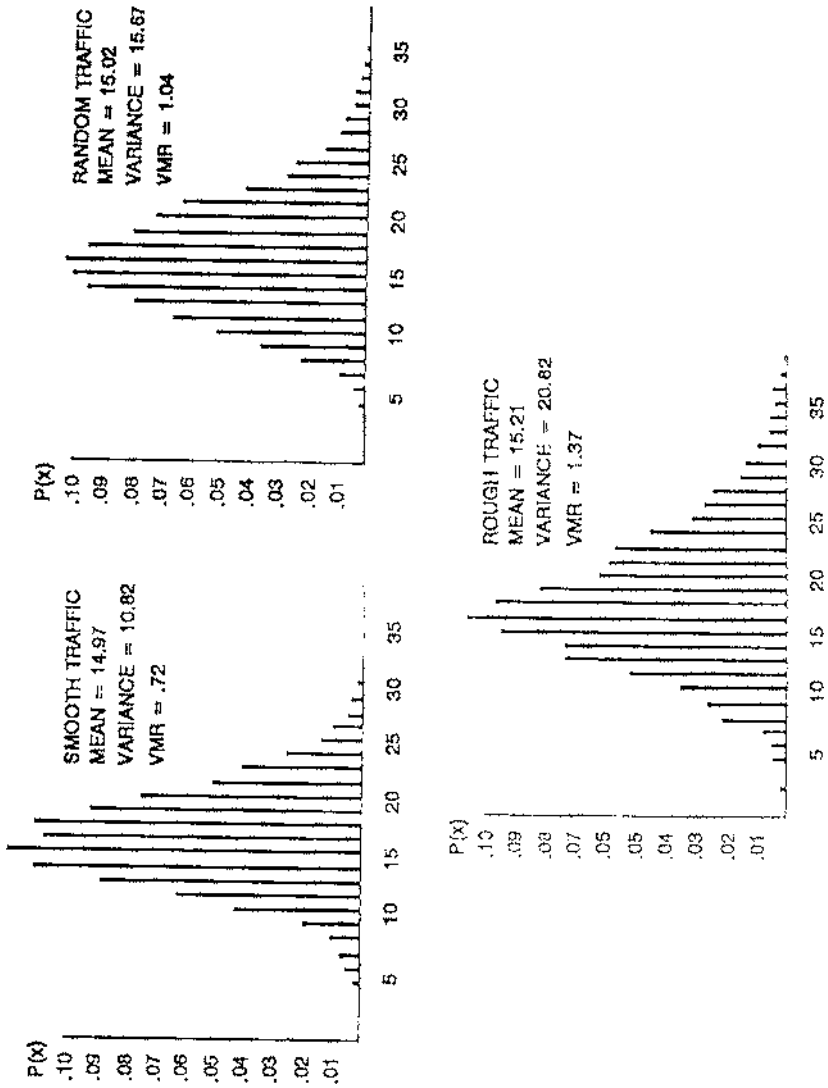 P(x)
.10
.09
.08
.07
.06
.05
.04
.03
.02
.01
SMOOTH TRAFFIC
MEAN = 14.97
VARIANCE = 10.82
VMR = .72
5 10 15 20 25 30 35
P(x)
.10
.09
.08
.07
.06
.05
.04
.03
.02
.01
RANDOM TRAFFIC
MEAN = 15.02
VARIANCE = 15.67
VMR = 1.04
5 10 15 20 25 30 35
P(x)
.10
.09
.08
.07
.06
.05
.04
.03
.02
.01
ROUGH TRAFFIC
MEAN = 15.21
VARIANCE = 20.82
VMR = 1.37
5 10 15 20 25 30 35